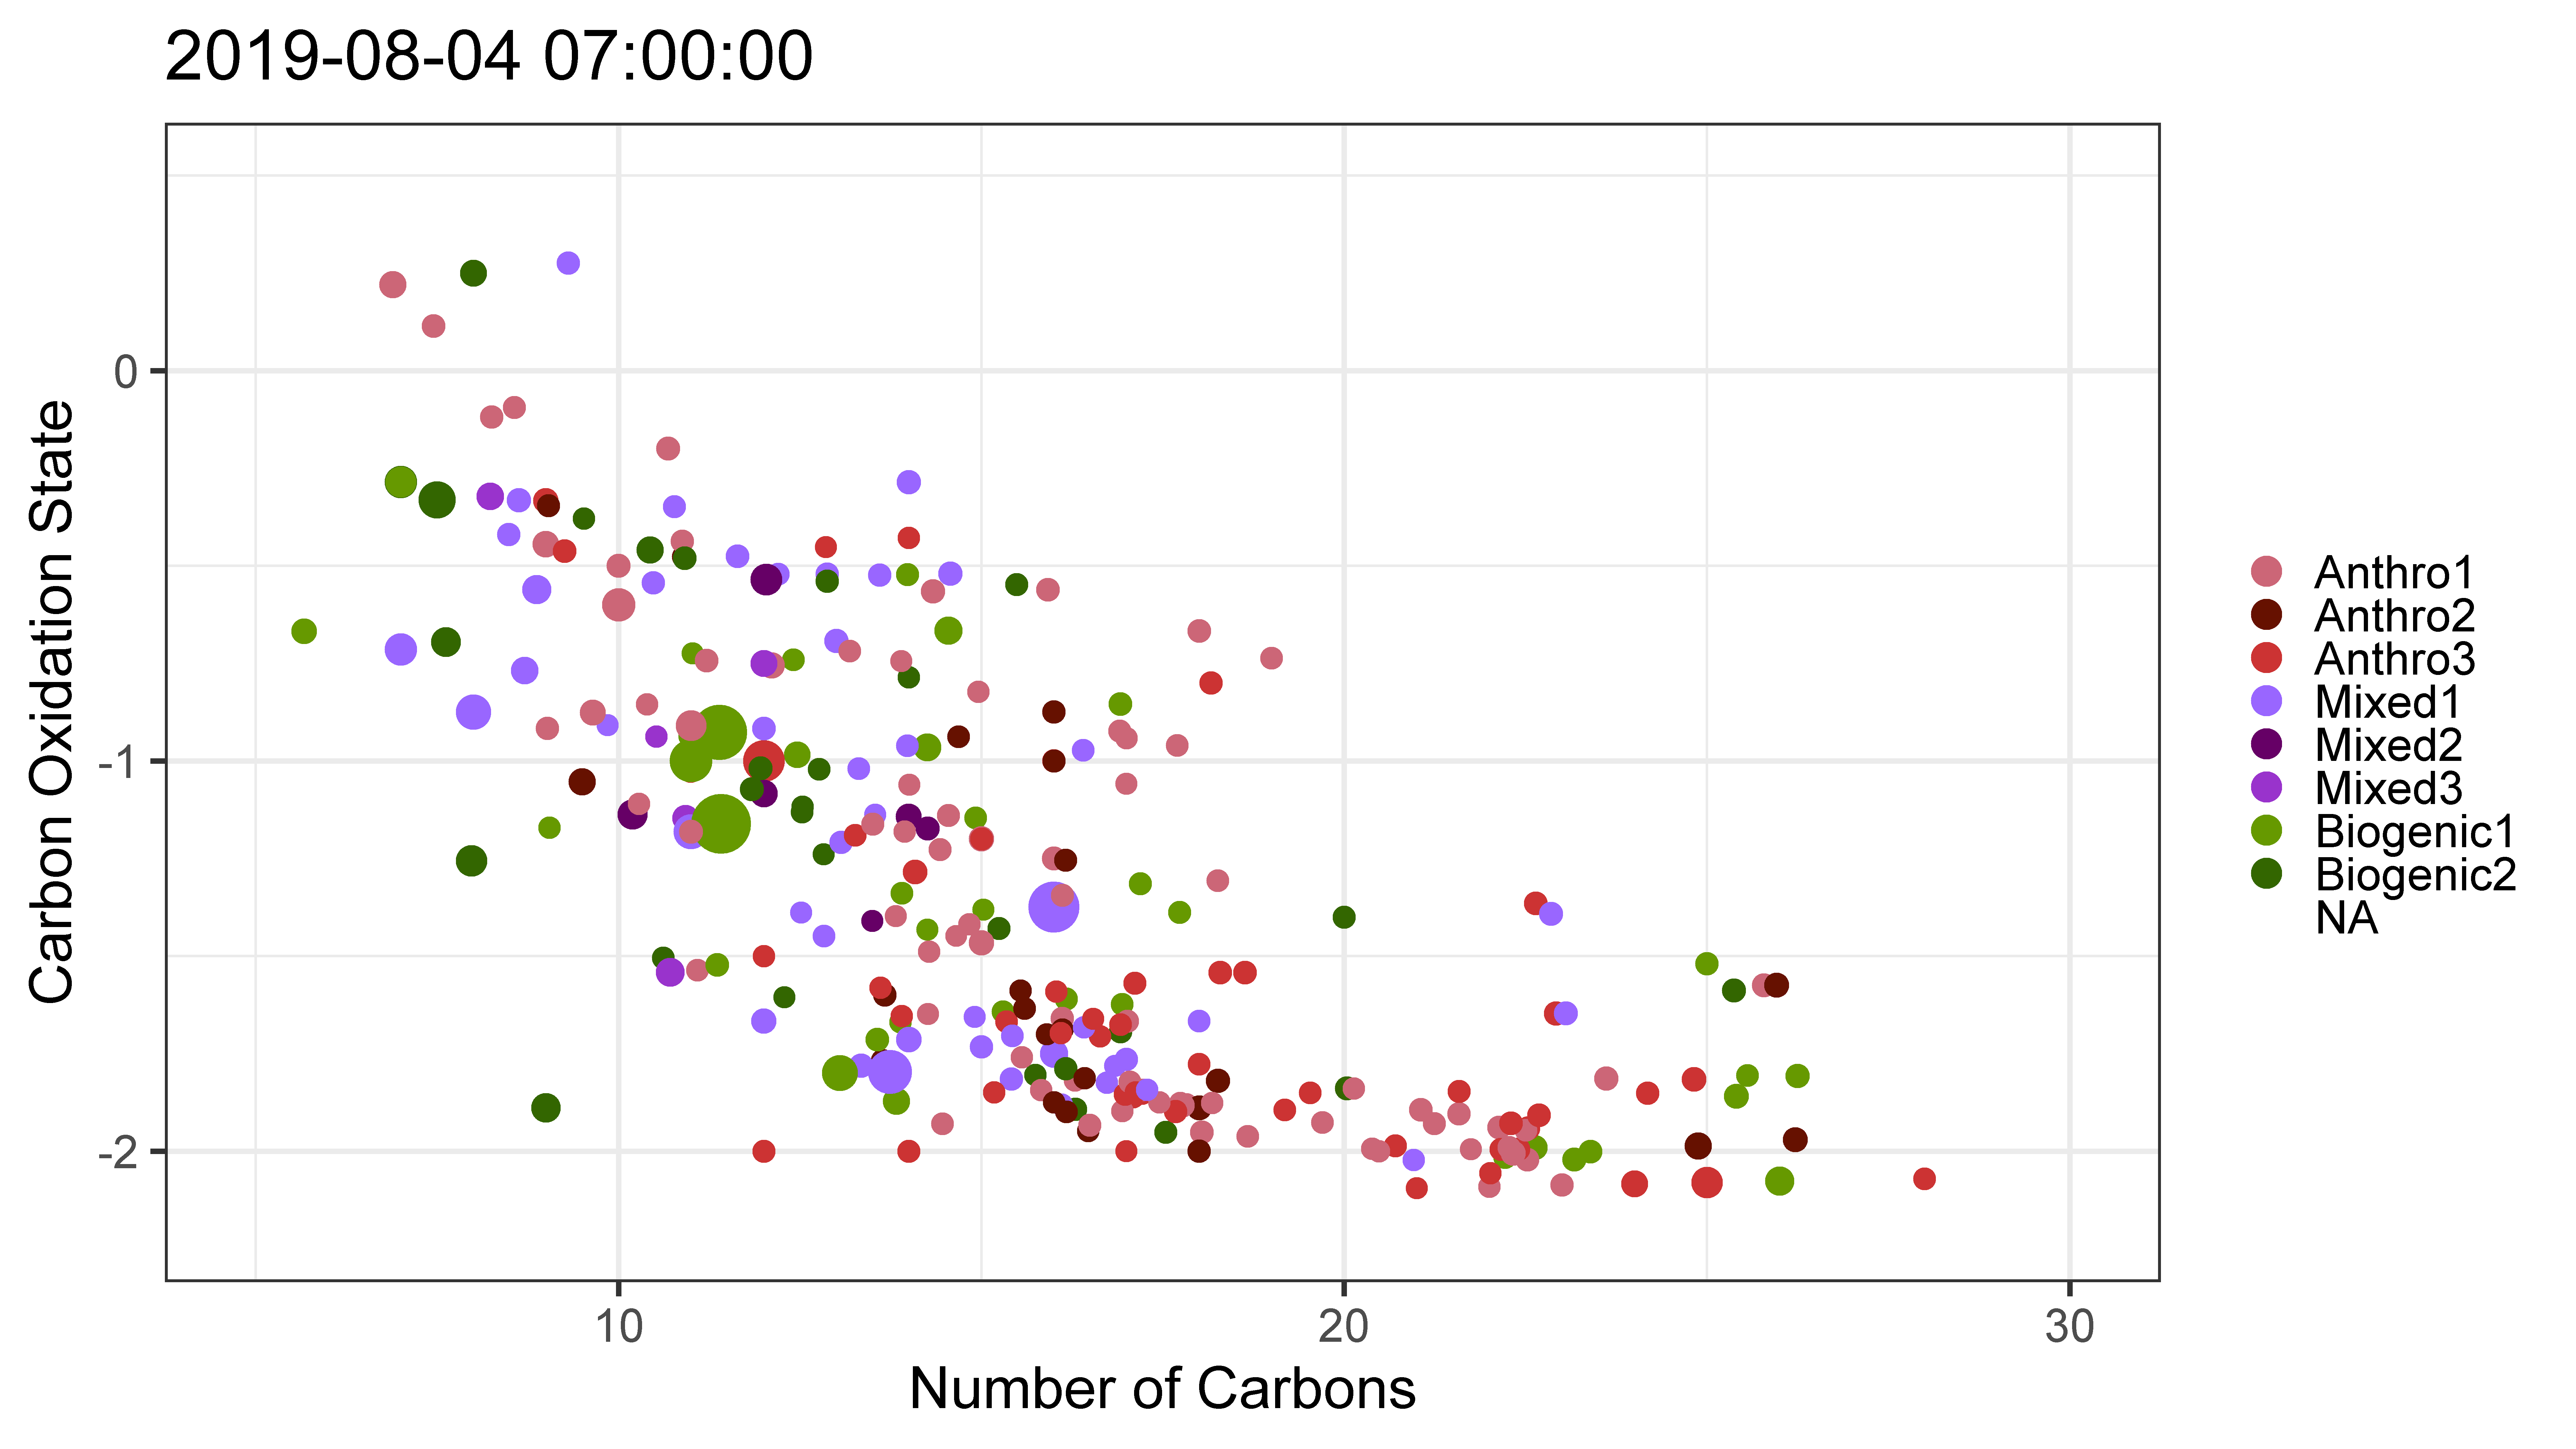 2019-08-04 07:00:00
Carbon Oxidation State
0
-1
-2
10
20
30
Number of Carbons
Anthro1
Anthro2
Anthro3
Mixed1
Mixed2
Mixed3
Biogenic1
Biogenic2
NA